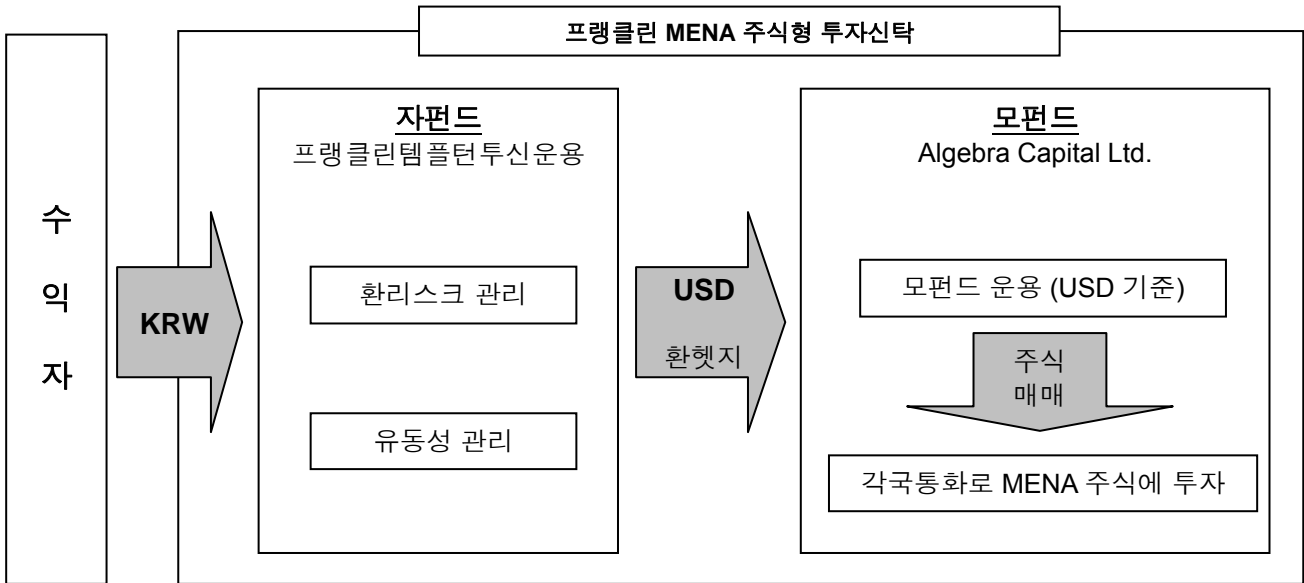 프랭클린 MENA 주식형 투자신탁
수
익
자
KRW
자펀드
프랭클린템플턴투신운용
환리스크 관리
유동성 관리
USD
환헷지
모펀드
Algebra Capital Ltd.
모펀드 운용 (USD 기준)
주식
매매
각국통화로 MENA 주식에 투자